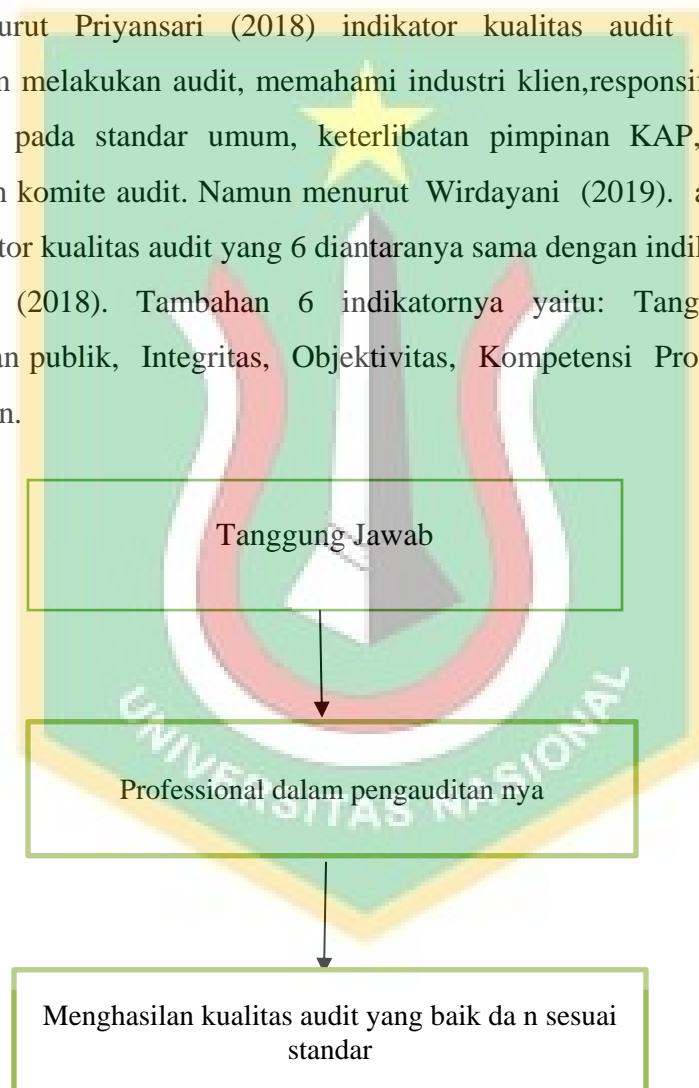 urut Priyansari (2018) indikator kualitas audit
n melakukan audit, memahami industri klien,responsif
pada standar umum, keterlibatan pimpinan KAP,
n komite audit. Namun menurut Wirdayani (2019). a
tor kualitas audit yang 6 diantaranya sama dengan indik
(2018). Tambahan 6 indikatornya yaitu: Tang
an publik, Integritas, Objektivitas, Kompetensi Pro
n.
Tanggung Jawab
UNIVERSITAS NASIONAL
Professional dalam pengauditan nya
Menghasilan kualitas audit yang baik da n sesuai
standar